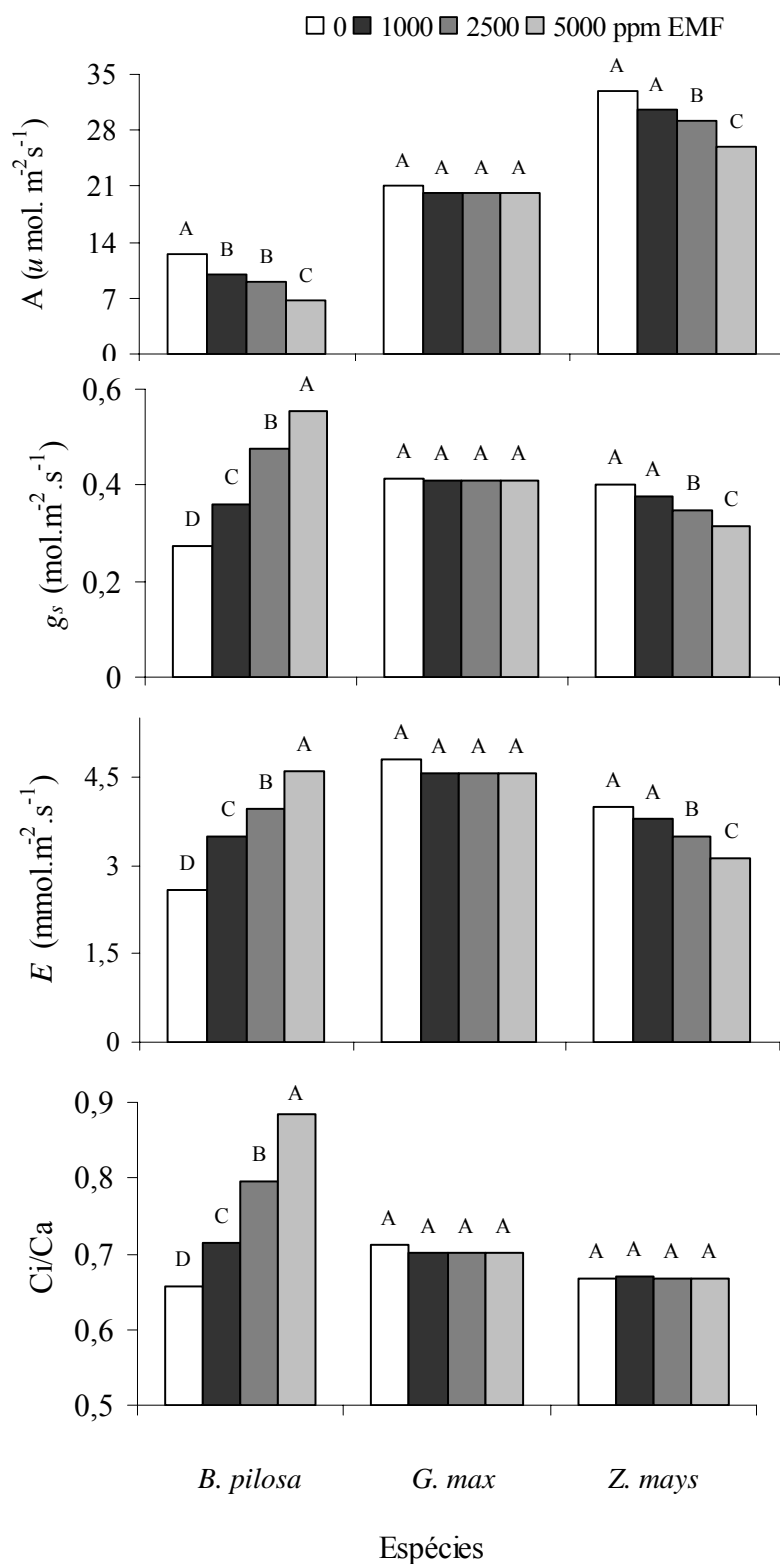 0 1000 2500 5000 ppm EMF
A (u mol. m⁻²s⁻¹)
35
28
21
14
7
0
A B B C
A A A A
A A B C
gs (mol.m⁻².s⁻¹)
0,6
0,4
0,2
0
D C B A
A A A A
A A B C
E (mmol.m⁻².s⁻¹)
4,5
3
1,5
0
D C B A
A A A A
A A B C
Ci/Ca
0,9
0,8
0,7
0,6
0,5
D C B A
A A A A
A A A A
B. pilosa G. max Z. mays
Espécies